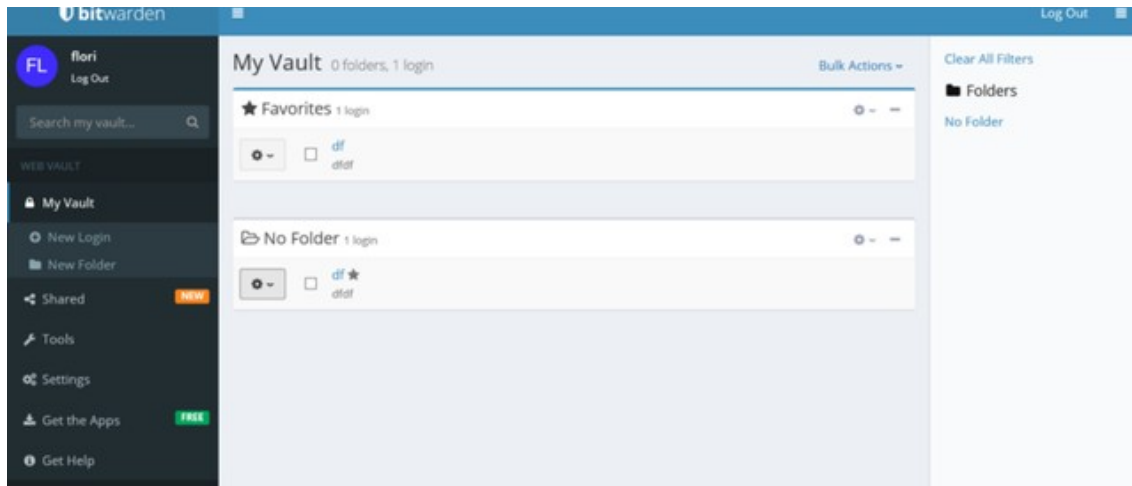 bitwarden
Log Out
FL
flori
Log Out
Search my vault...
WEB VAULT
My Vault
New Login
New Folder
Shared NEW
Tools
Settings
Get the Apps FREE
Get Help
My Vault 0 folders, 1 login
Bulk Actions
Favorites 1 login
df
dfdf
No Folder 1 login
df
dfdf
Clear All Filters
Folders
No Folder